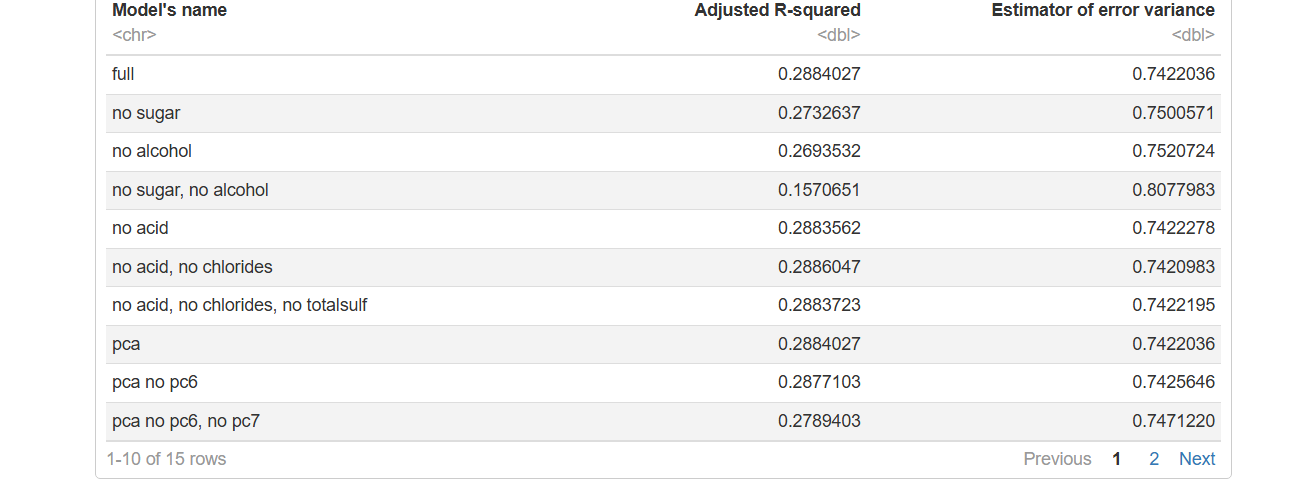 Model's name Adjusted R-squared Estimator of error variance
<chr> <dbl> <dbl>
full 0.2884027 0.7422036
no sugar 0.2732637 0.7500571
no alcohol 0.2693532 0.7520724
no sugar, no alcohol 0.1570651 0.8077983
no acid 0.2883562 0.7422278
no acid, no chlorides 0.2886047 0.7420983
no acid, no chlorides, no totalsulf 0.2883723 0.7422195
pca 0.2884027 0.7422036
pca no pc6 0.2877103 0.7425646
pca no pc6, no pc7 0.2789403 0.7471220
1-10 of 15 rows Previous 1 2 Next